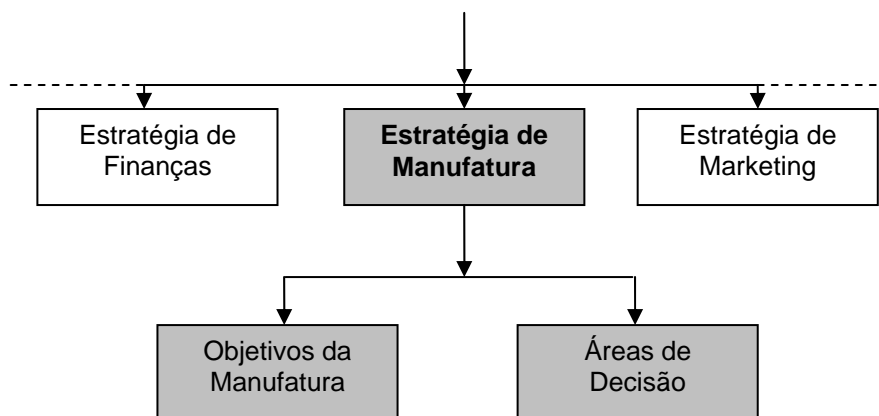 Estratégia de
Finanças
Estratégia de
Manufatura
Estratégia de
Marketing
Objetivos da
Manufatura
Áreas de
Decisão